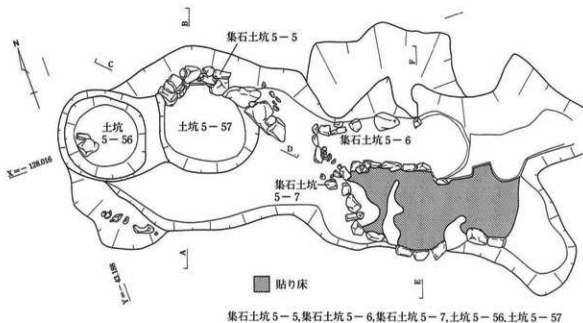 B
集石土坑 5-5
N
C
F
土坑
5-56
土坑 5-57
集石土坑 5-6
D
X=-128.016
集石土坑
5-7
Y=-43.188
A
E
貼り床
集石土坑 5-5, 集石土坑 5-6, 集石土坑 5-7, 土坑 5-56, 土坑 5-57